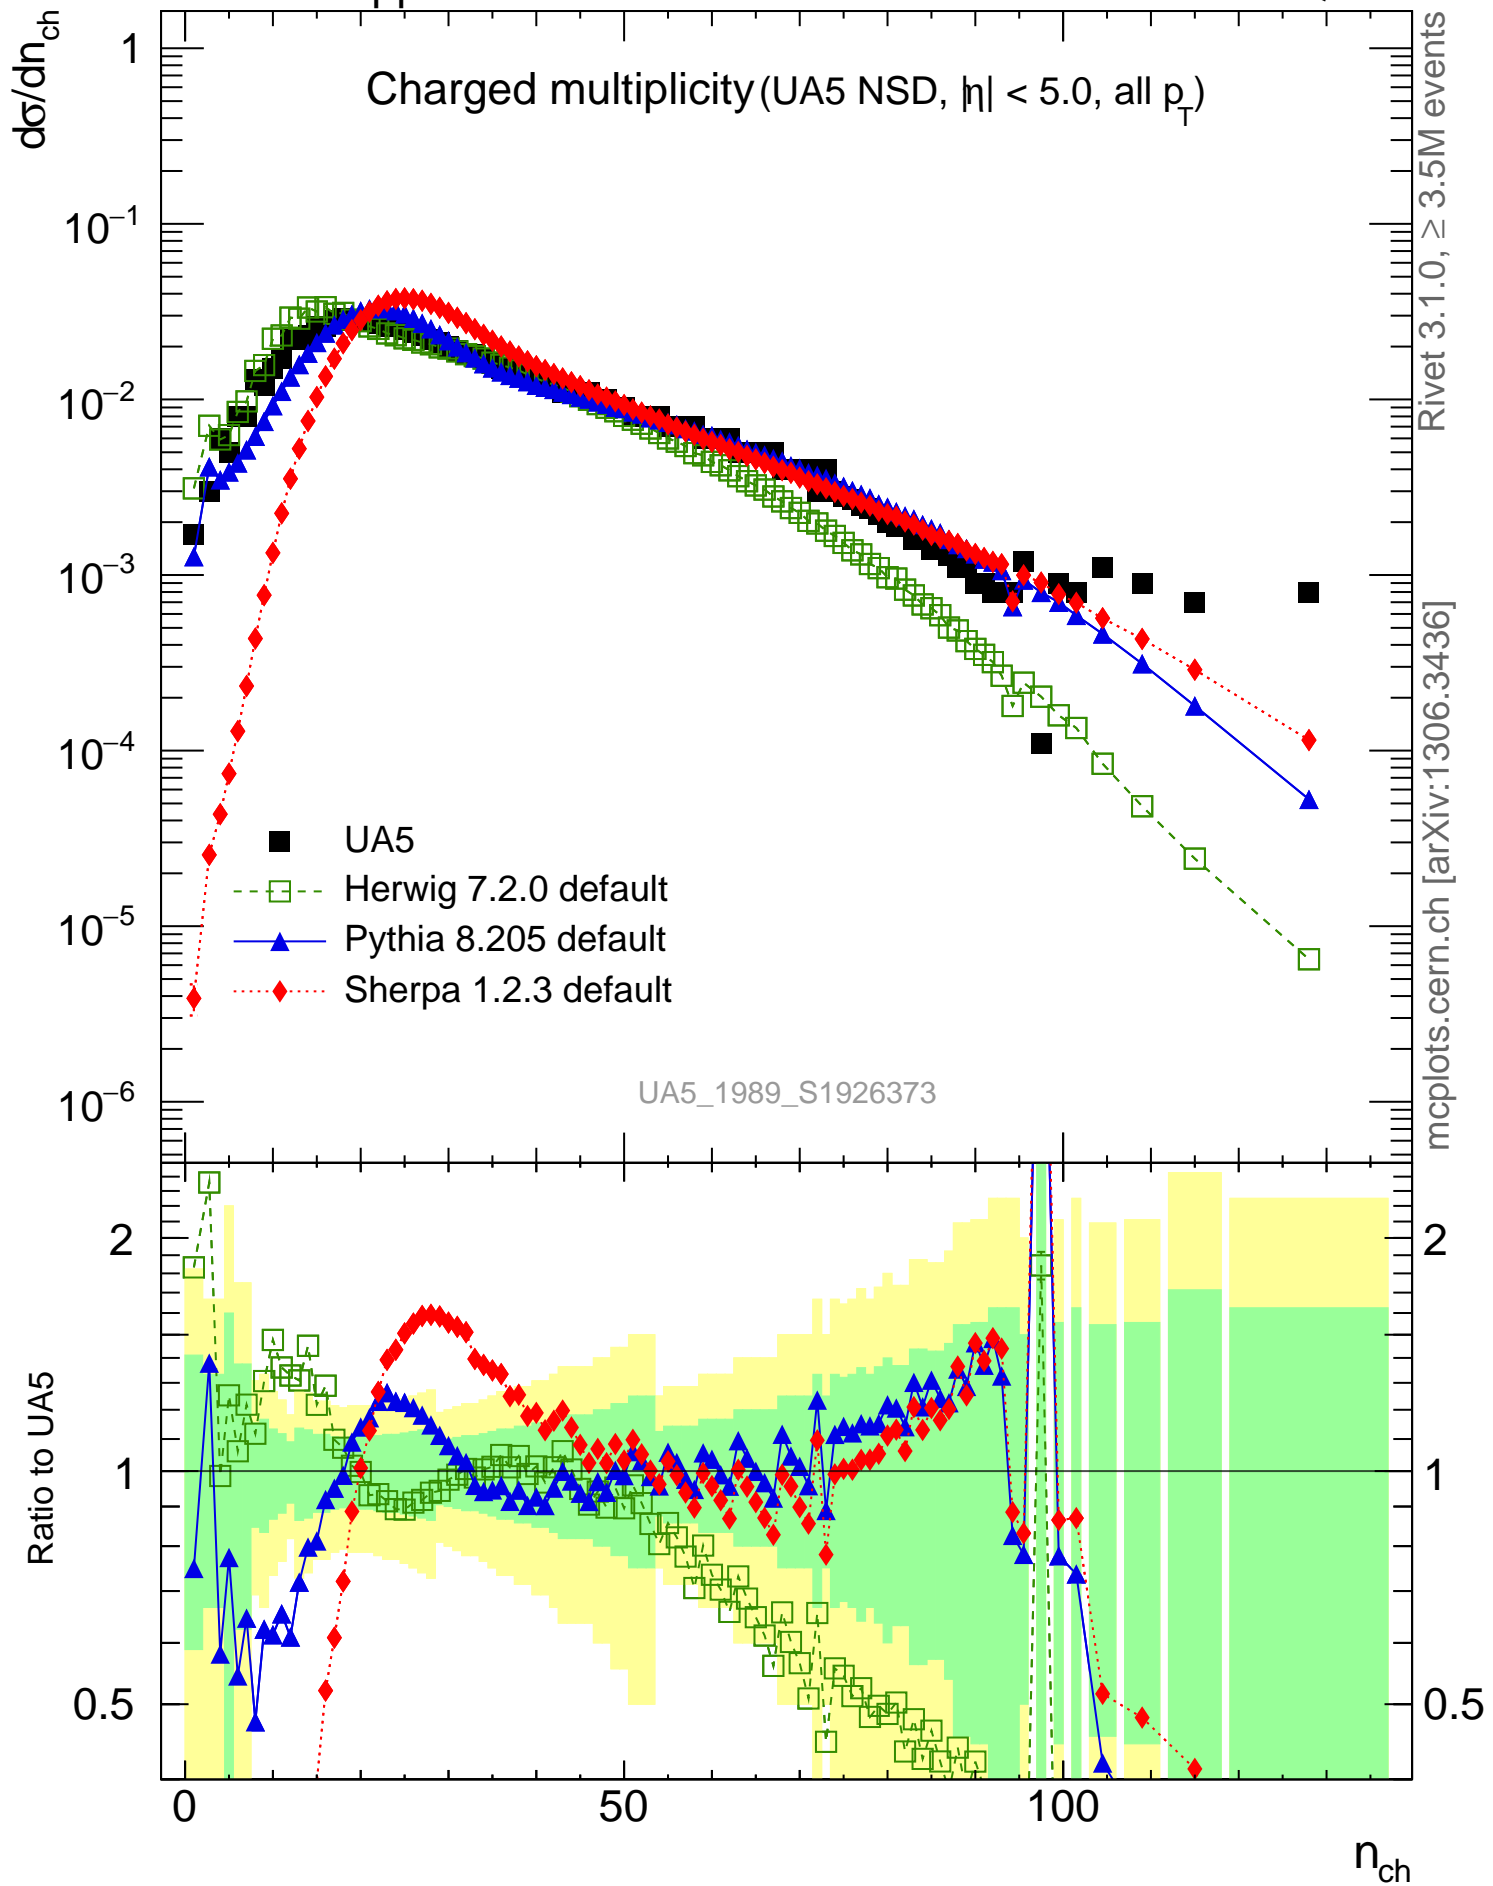 dσ/dn_ch
Charged multiplicity (UA5 NSD, |η| < 5.0, all p_T)
1
10⁻¹
10⁻²
10⁻³
10⁻⁴
10⁻⁵
10⁻⁶
UA5
Herwig 7.2.0 default
Pythia 8.205 default
Sherpa 1.2.3 default
UA5_1989_S1926373
Rivet 3.1.0, ≥ 3.5M events
mcplots.cern.ch [arXiv:1306.3436]
Ratio to UA5
2
1
0.5
2
1
0.5
0
50
100
n_ch